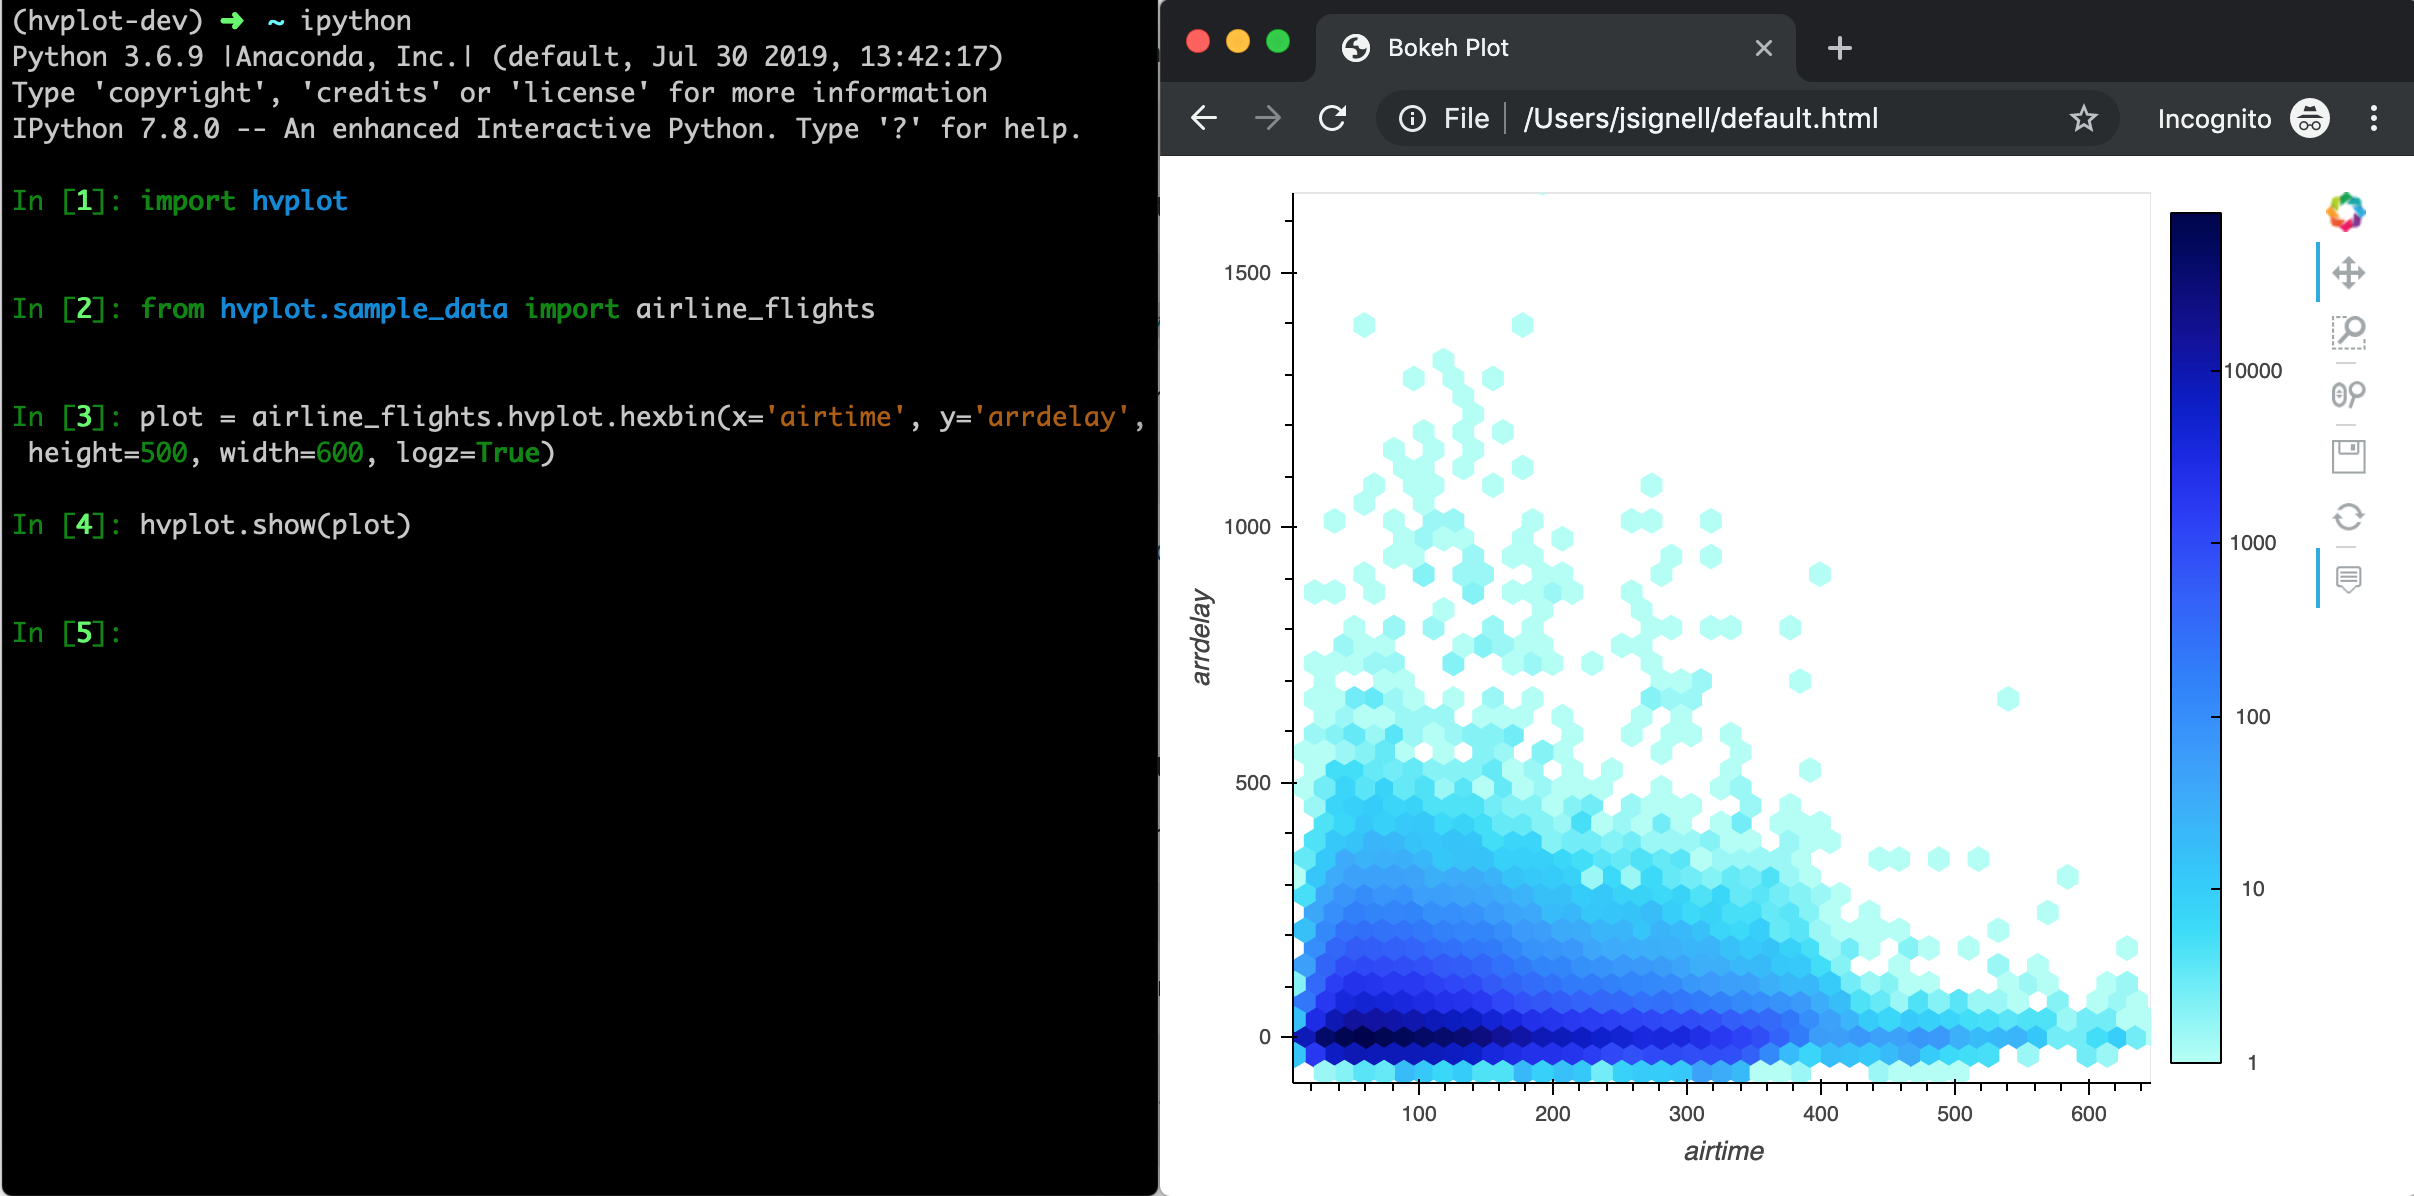 (hvplot-dev) ➜ ~ ipython
Python 3.6.9 |Anaconda, Inc.| (default, Jul 30 2019, 13:42:17)
Type 'copyright', 'credits' or 'license' for more information
IPython 7.8.0 -- An enhanced Interactive Python. Type '?' for help.
In [1]: import hvplot
In [2]: from hvplot.sample_data import airline_flights
In [3]: plot = airline_flights.hvplot.hexbin(x='airtime', y='arrdelay',
height=500, width=600, logz=True)
In [4]: hvplot.show(plot)
In [5]:
Bokeh Plot
File /Users/jsignell/default.html
Incognito
1500
1000
500
0
arrdelay
100 200 300 400 500 600
airtime
10000
1000
100
10
1